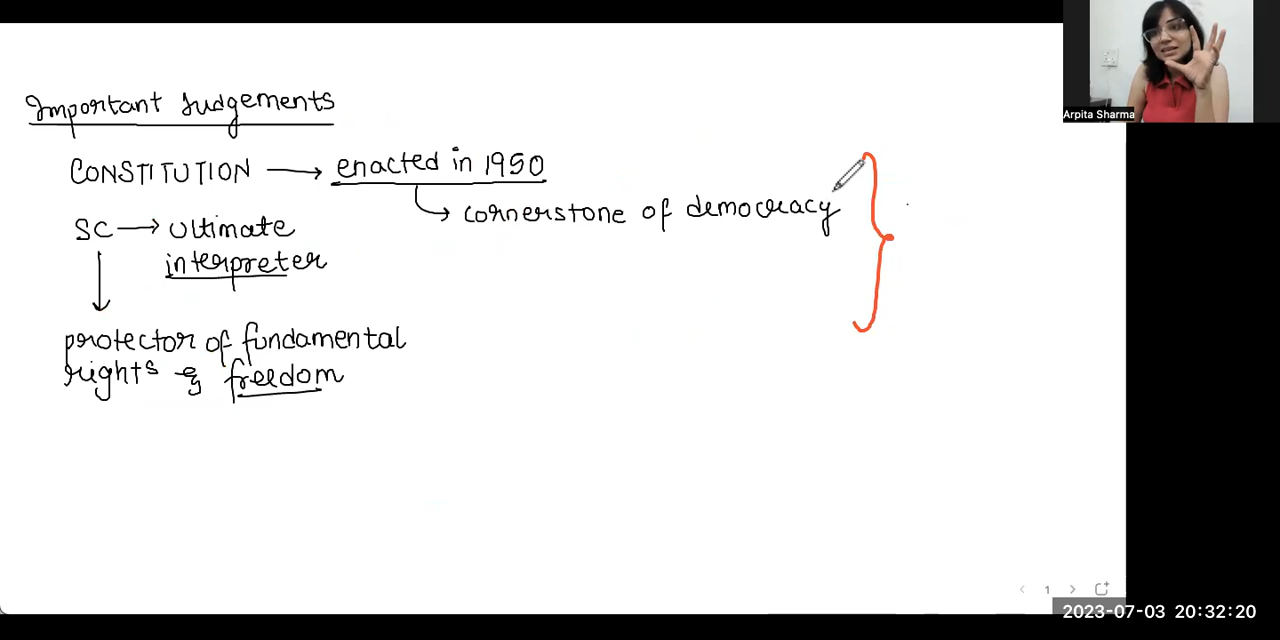 Important Judgements
CONSTITUTION → enacted in 1950
↳ cornerstone of democracy
SC → ultimate
interpreter
protector of fundamental
rights & freedom
Arpita Sharma
1
2023-07-03 20:32:20